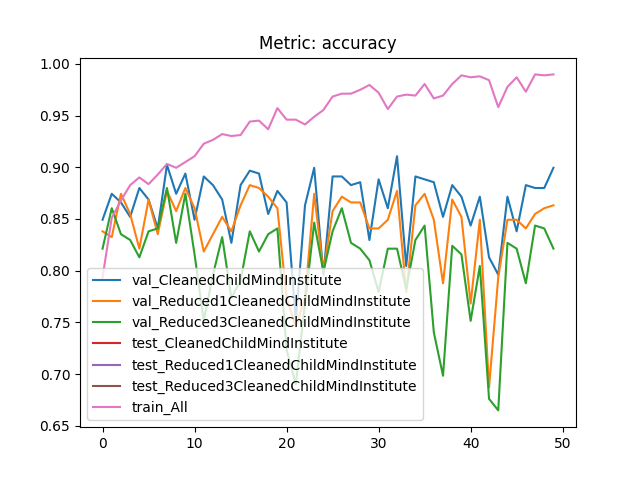 Metric: accuracy
1.00
0.95
0.90
0.85
0.80
0.75
0.70
0.65
val_CleanedChildMindInstitute
val_Reduced1CleanedChildMindInstitute
val_Reduced3CleanedChildMindInstitute
test_CleanedChildMindInstitute
test_Reduced1CleanedChildMindInstitute
test_Reduced3CleanedChildMindInstitute
train_All
0 10 20 30 40 50